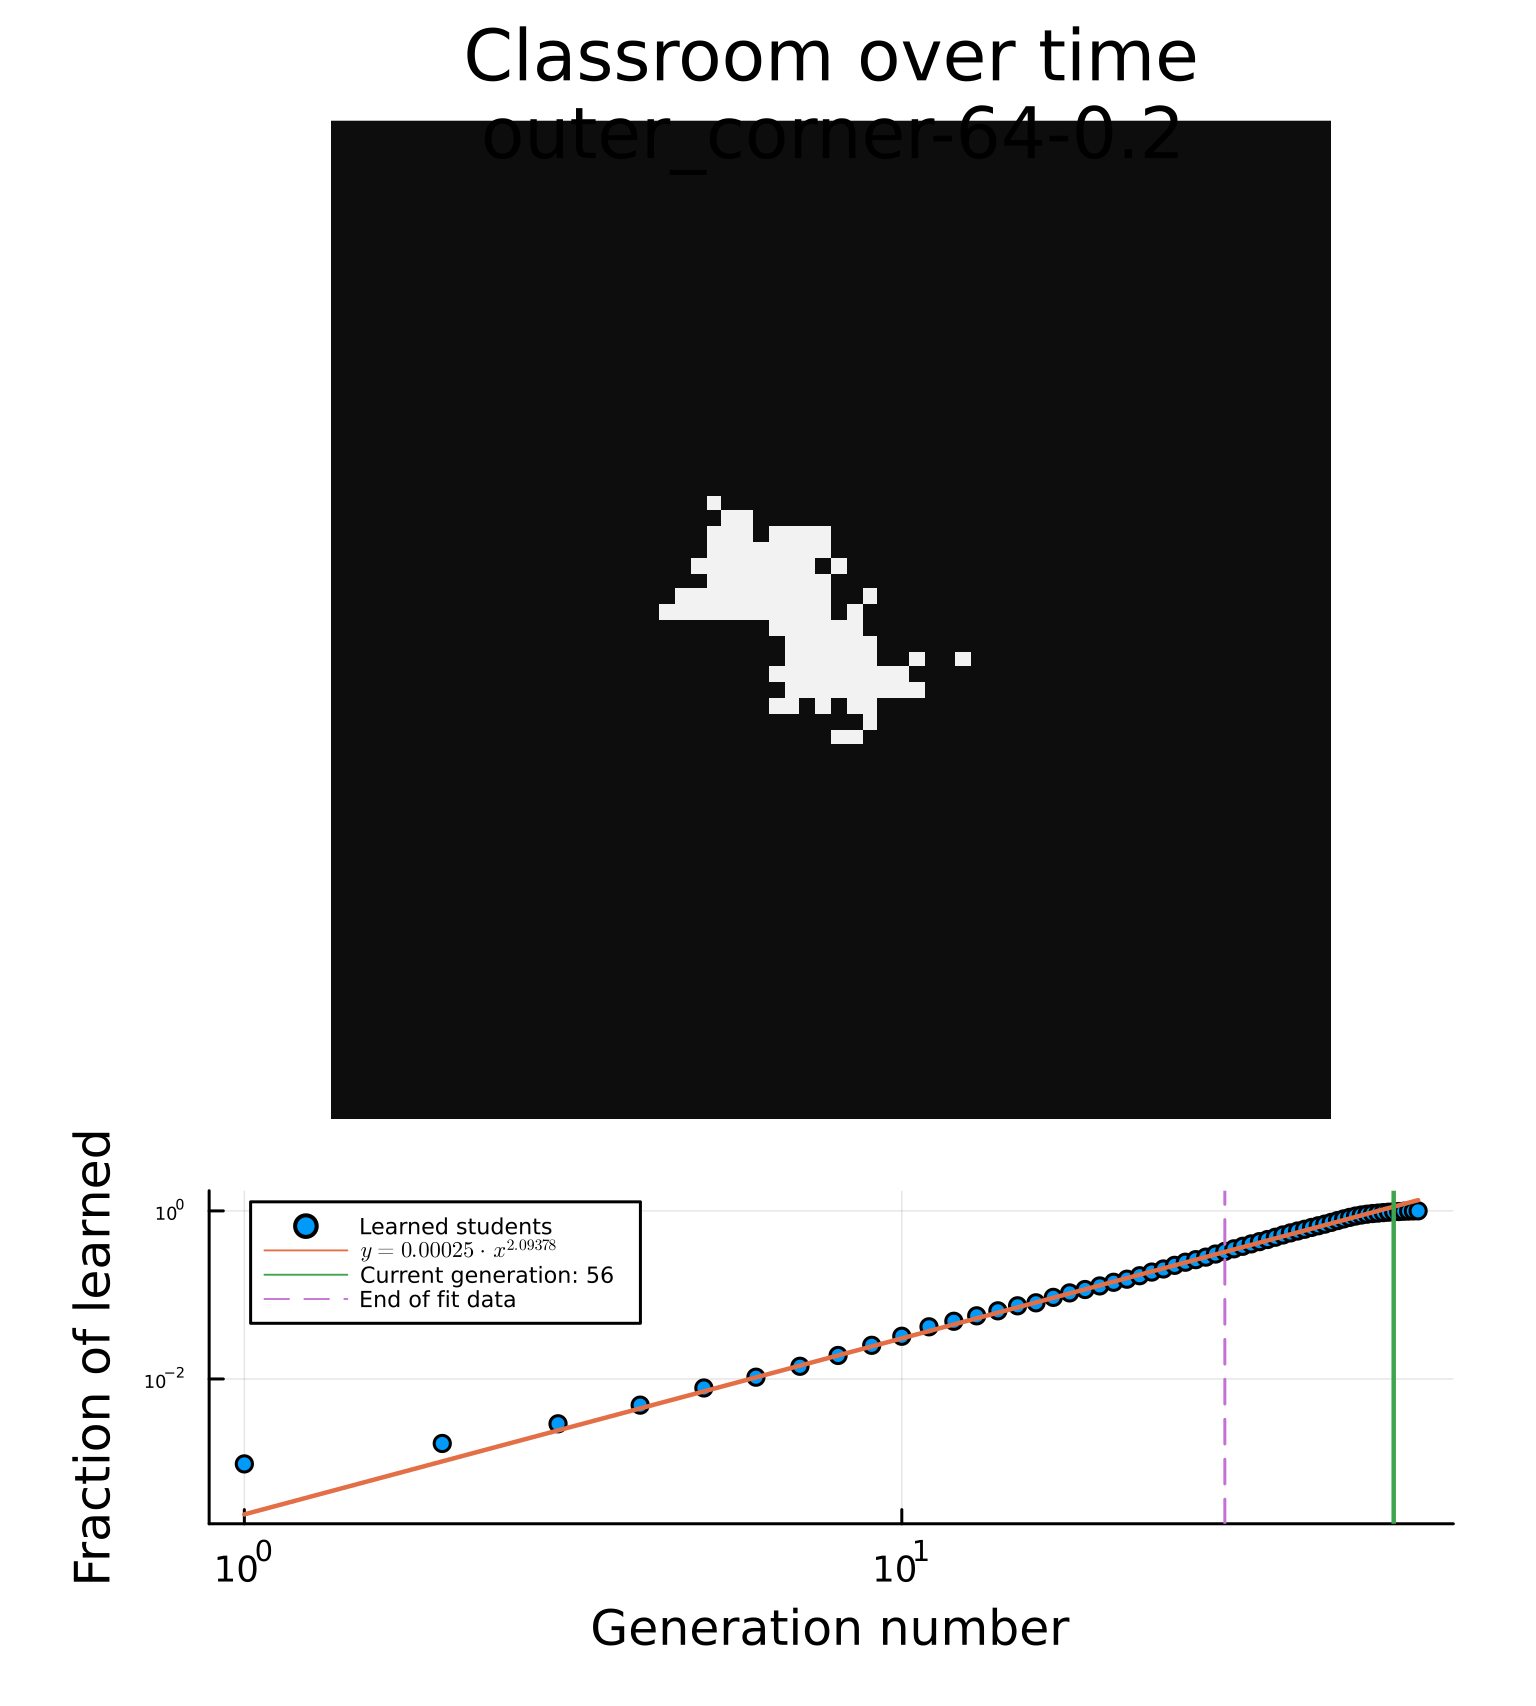 Classroom over time
outer_corner-64-0.2
Fraction of learned
10^0
10^−2
Learned students
y = 0.00025 · x^2.09378
Current generation: 56
End of fit data
10^0
10^1
Generation number